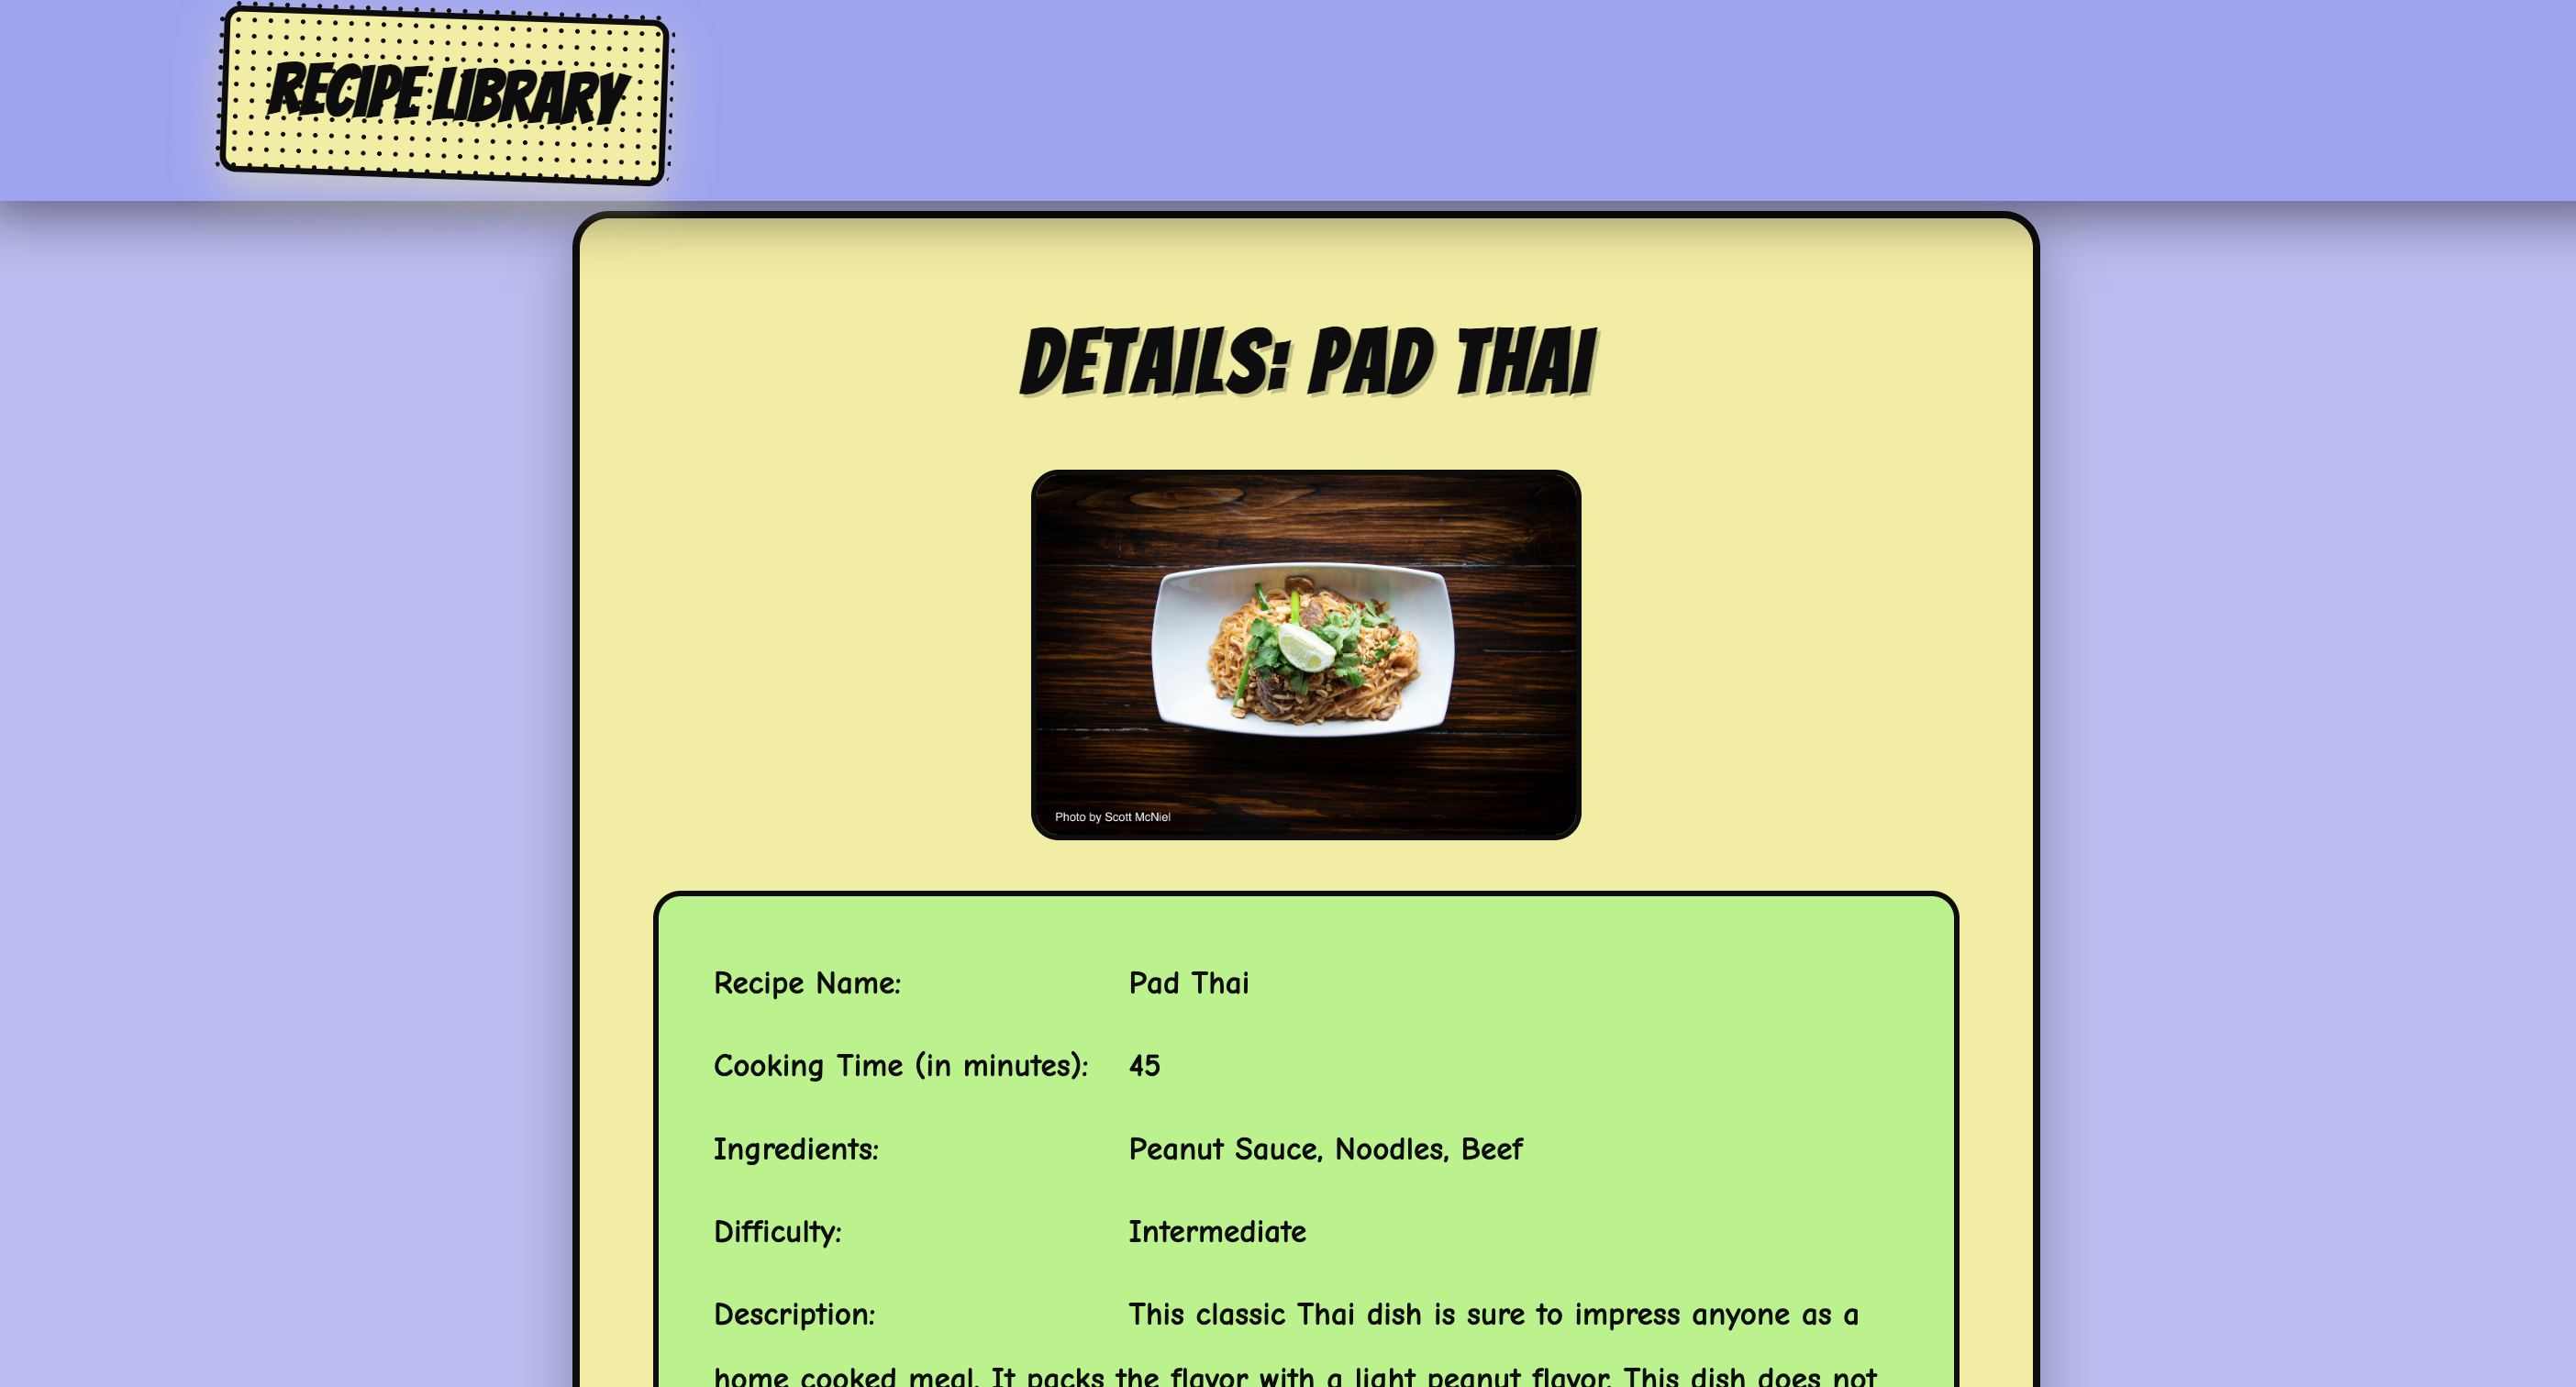 RECIPE LIBRARY
DETAILS: PAD THAI
Photo by Scott McNiel
Recipe Name: Pad Thai
Cooking Time (in minutes): 45
Ingredients: Peanut Sauce, Noodles, Beef
Difficulty: Intermediate
Description: This classic Thai dish is sure to impress anyone as a
home cooked meal. It packs the flavor with a light peanut flavor. This dish does not